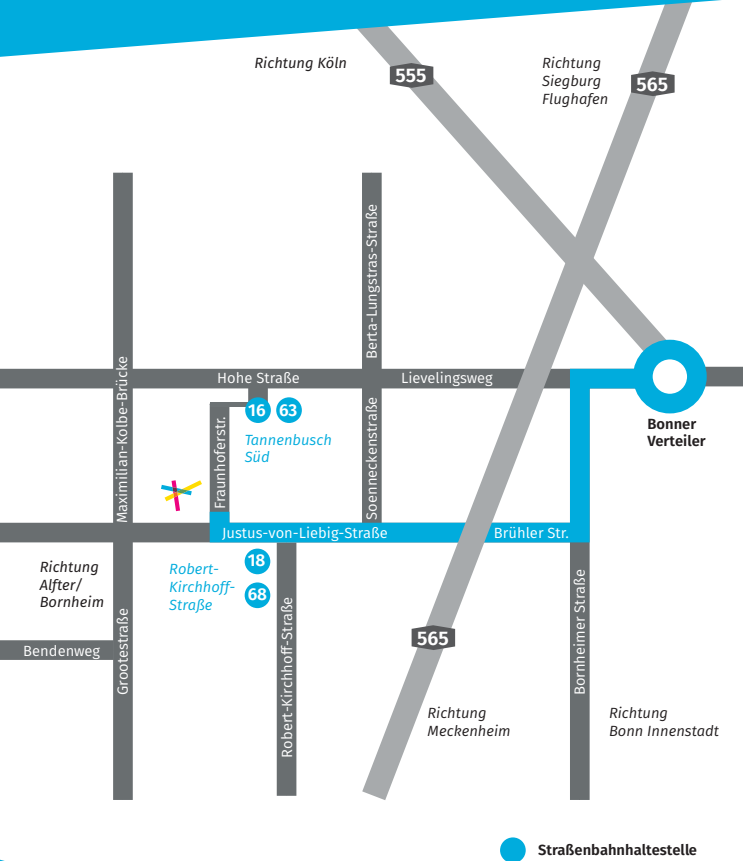 Richtung Köln
555
Richtung
Siegburg
Flughafen
565
Berta-Lungstras-Straße
Maximilian-Kolbe-Brücke
Hohe Straße
Lievelingsweg
16
63
Tannenbusch
Süd
Fraunhoferstr.
Soenneckenstraße
Bonner
Verteiler
Justus-von-Liebig-Straße
Brühler Str.
Richtung
Alfter/
Bornheim
Robert-
Kirchhoff-
Straße
18
68
Grootestraße
Bendenweg
Robert-Kirchhoff-Straße
565
Bornheimer Straße
Richtung
Meckenheim
Richtung
Bonn Innenstadt
Straßenbahnhaltestelle